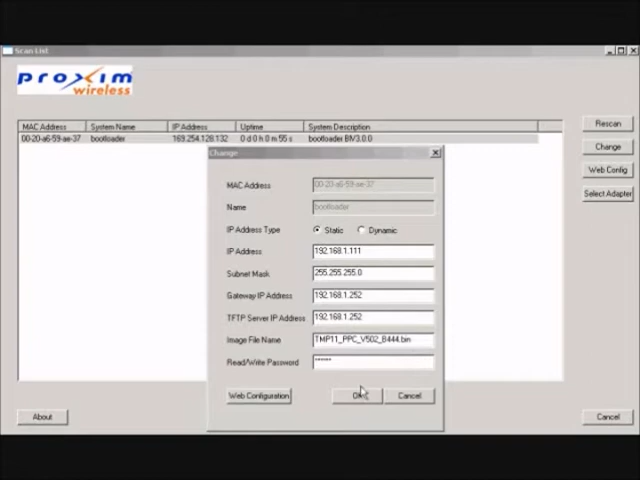 Scan List
proxim
wireless
MAC Address System Name IP Address Uptime System Description
00-20-a6-59-ae-37 bootloader 169.254.128.132 0 d 0 h 0 m 55 s bootloader BlV3.0.0
Rescan
Change
Web Config
Select Adapter
Change
MAC Address 00-20-a6-59-ae-37
Name bootloader
IP Address Type Static Dynamic
IP Address 192.168.1.111
Subnet Mask 255.255.255.0
Gateway IP Address 192.168.1.252
TFTP Server IP Address 192.168.1.252
Image File Name TMP11_PPC_V502_B444.bin
Read/Write Password ******
Web Configuration OK Cancel
About Cancel